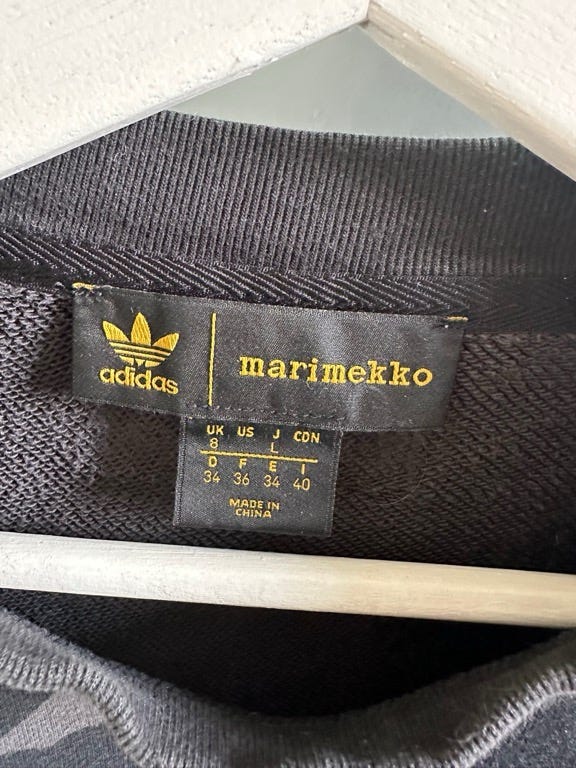 adidas
marimekko
UK US J CDN
8 L
D F E I
34 36 34 40
MADE IN
CHINA